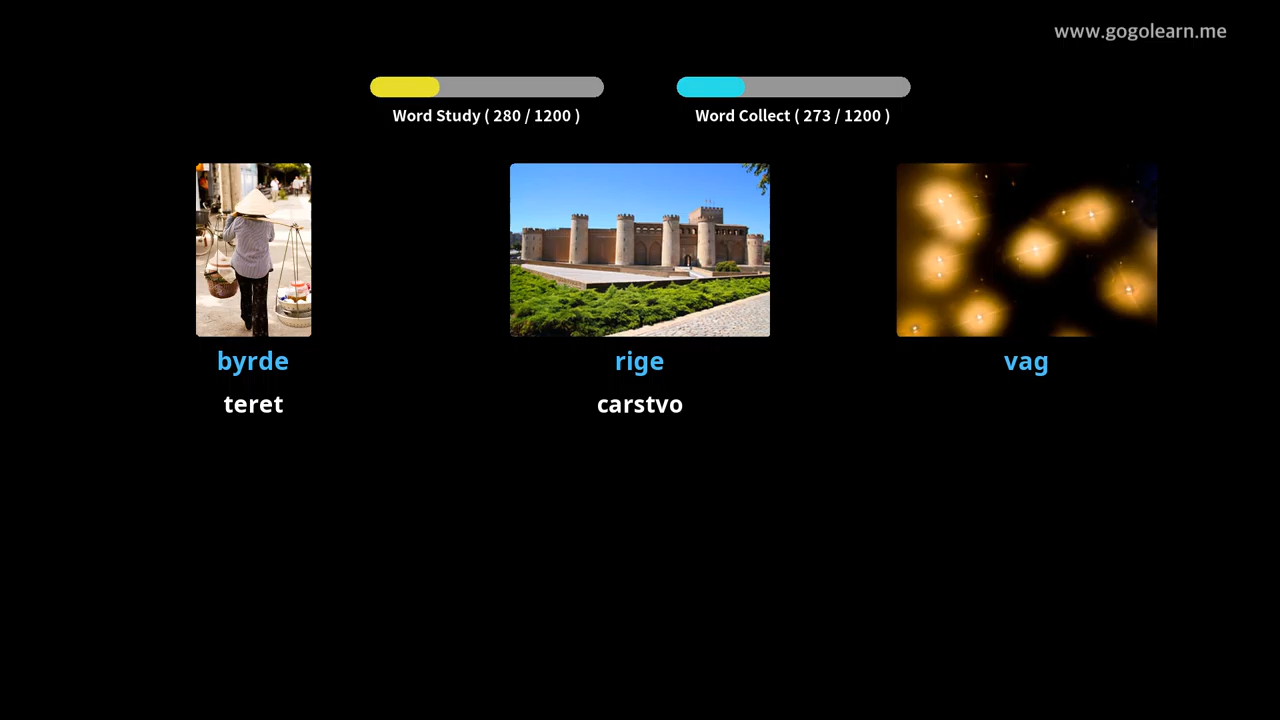 www.gogolearn.me
Word Study ( 280 / 1200 )
Word Collect ( 273 / 1200 )
byrde
rige
vag
teret
carstvo